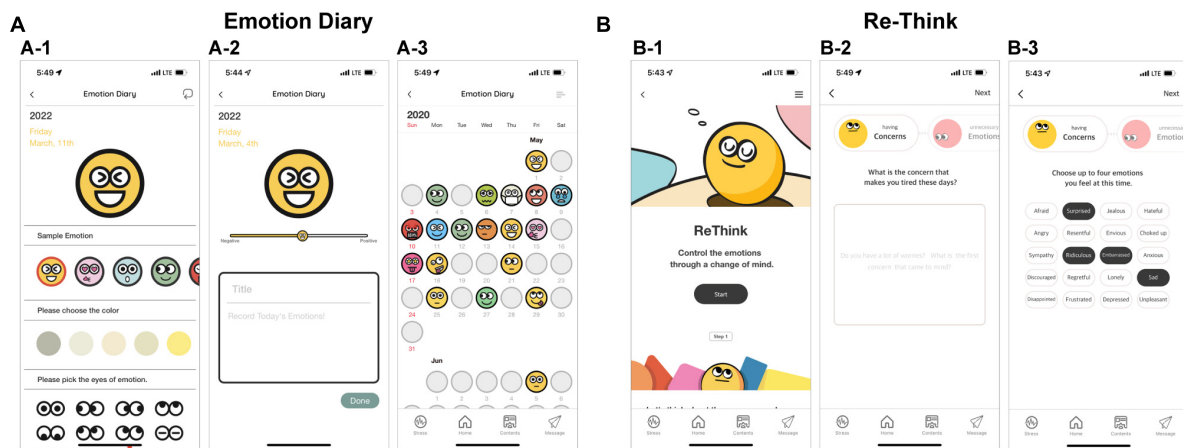 A
Emotion Diary
A-1
5:49
LTE
Emotion Diary
2022
Friday
March, 11th
Sample Emotion
Please choose the color
Please pick the eyes of emotion.
A-2
5:44
LTE
Emotion Diary
2022
Friday
March, 4th
Negative
Positive
Title
Record Today's Emotions!
Done
A-3
5:49
LTE
Emotion Diary
2020
Sun Mon Tue Wed Thu Fri Sat
May
1 2
3 4 5 6 7 8 9
10 11 12 13 14 15 16
17 18 19 20 21 22 23
24 25 26 27 28 29 30
31
Jun
1 2 3 4 5 6
Stress Home Contents Message
B
Re-Think
B-1
5:43
LTE
ReThink
Control the emotions
through a change of mind.
Start
Step 1
Stress Home Contents Message
B-2
5:49
LTE
Next
having
Concerns
unnecessary
Emotion
What is the concern that
makes you tired these days?
Do you have a lot of worries? What is the first
concern that came to mind?
Stress Home Contents Message
B-3
5:43
LTE
Next
having
Concerns
unnecessary
Emotio
Choose up to four emotions
you feel at this time.
Afraid Surprised Jealous Hateful
Angry Resentful Envious Choked up
Sympathy Ridiculous Embarrassed Anxious
Discouraged Regretful Lonely Sad
Disappointed Frustrated Depressed Unpleasant
Stress Home Contents Message